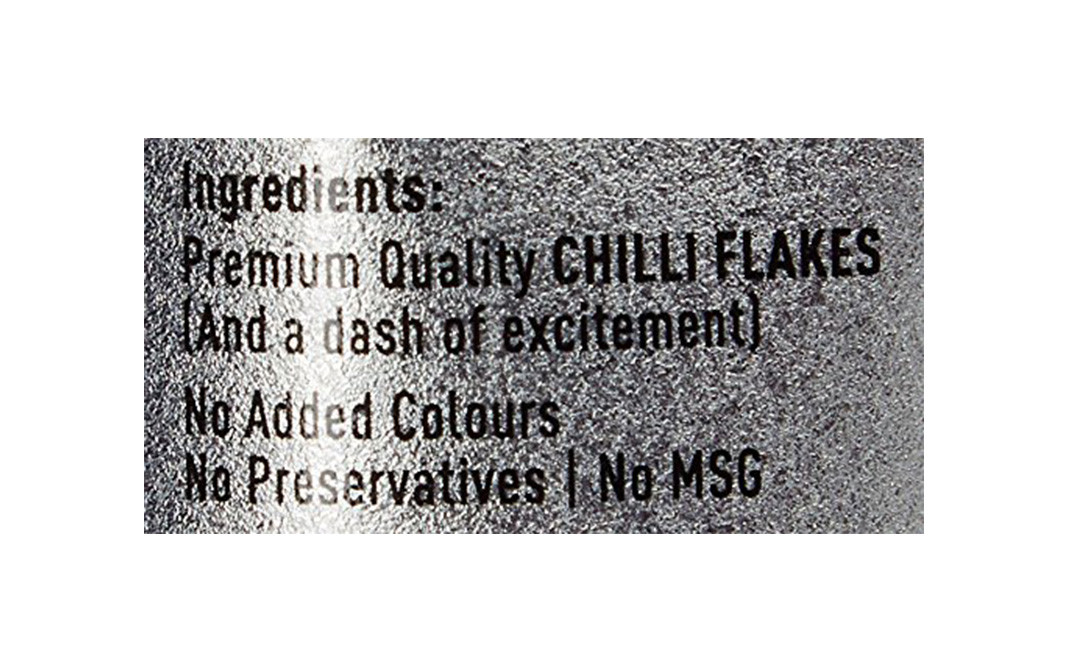 Ingredients:
Premium Quality CHILLI FLAKES
(And a dash of excitement)
No Added Colours
No Preservatives | No MSG